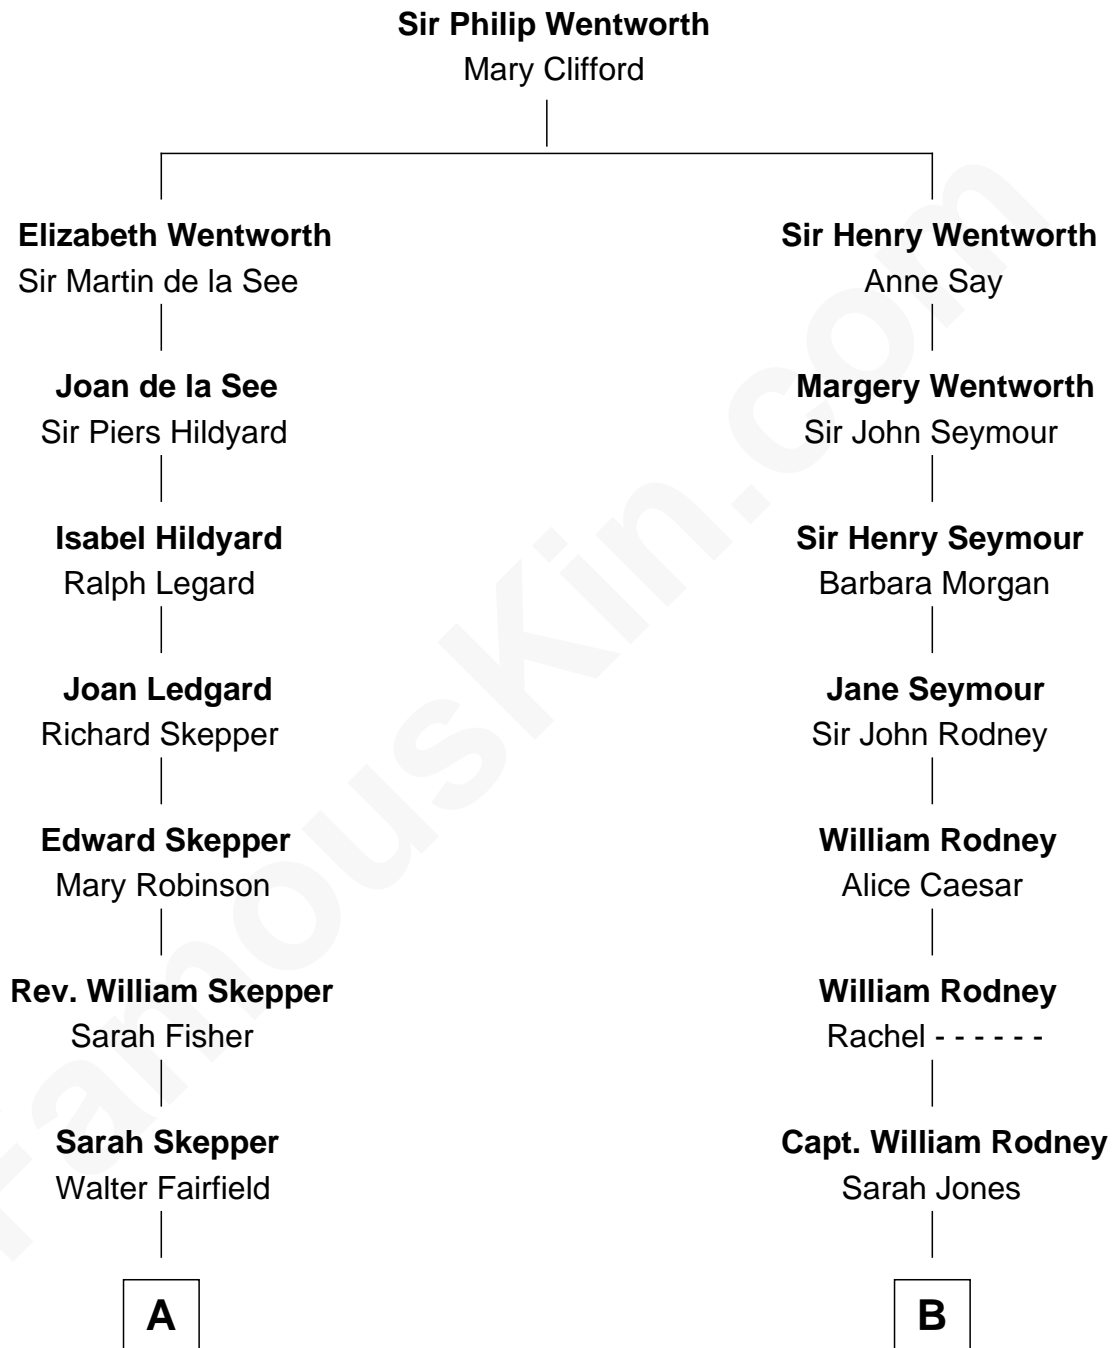 Sir Philip Wentworth
Mary Clifford
Elizabeth Wentworth
Sir Martin de la See
Sir Henry Wentworth
Anne Say
Joan de la See
Sir Piers Hildyard
Margery Wentworth
Sir John Seymour
Isabel Hildyard
Ralph Legard
Sir Henry Seymour
Barbara Morgan
Joan Ledgard
Richard Skepper
Jane Seymour
Sir John Rodney
Edward Skepper
Mary Robinson
William Rodney
Alice Caesar
Rev. William Skepper
Sarah Fisher
William Rodney
Rachel - - - - - -
Sarah Skepper
Walter Fairfield
Capt. William Rodney
Sarah Jones
A
B
FamousKin.com